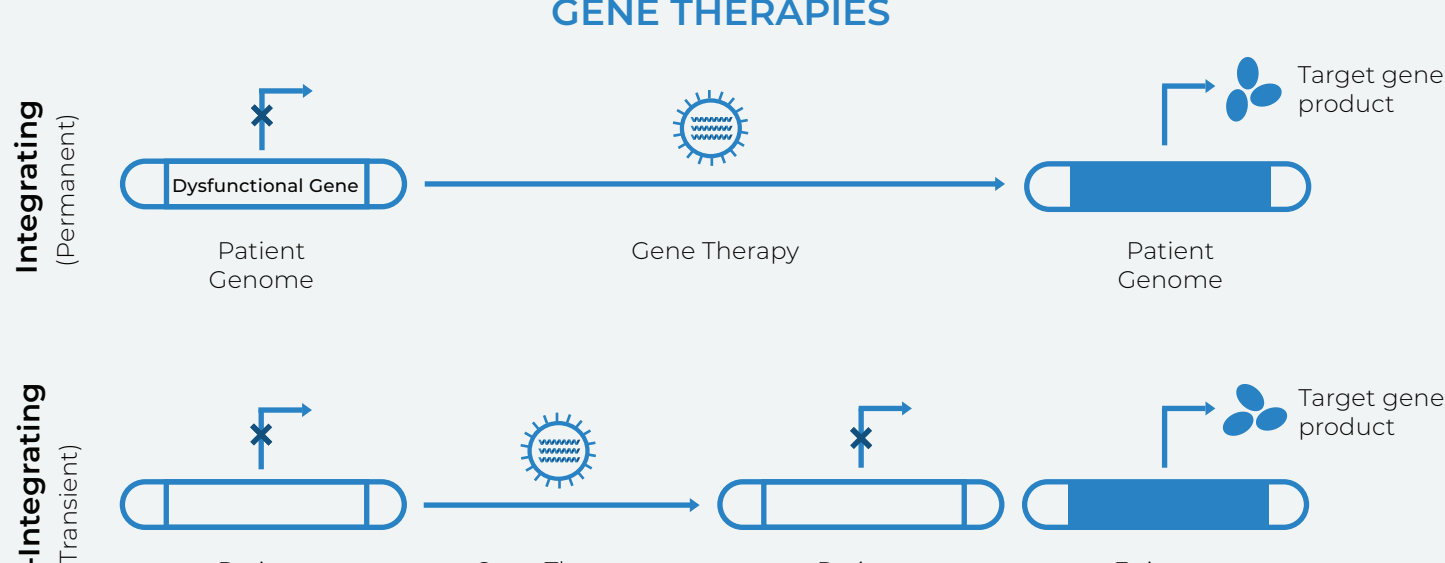 GENE THERAPIES
Integrating
(Permanent)
Dysfunctional Gene
Patient
Genome
Gene Therapy
Patient
Genome
Target gene
product
-Integrating
Transient)
Target gene
product